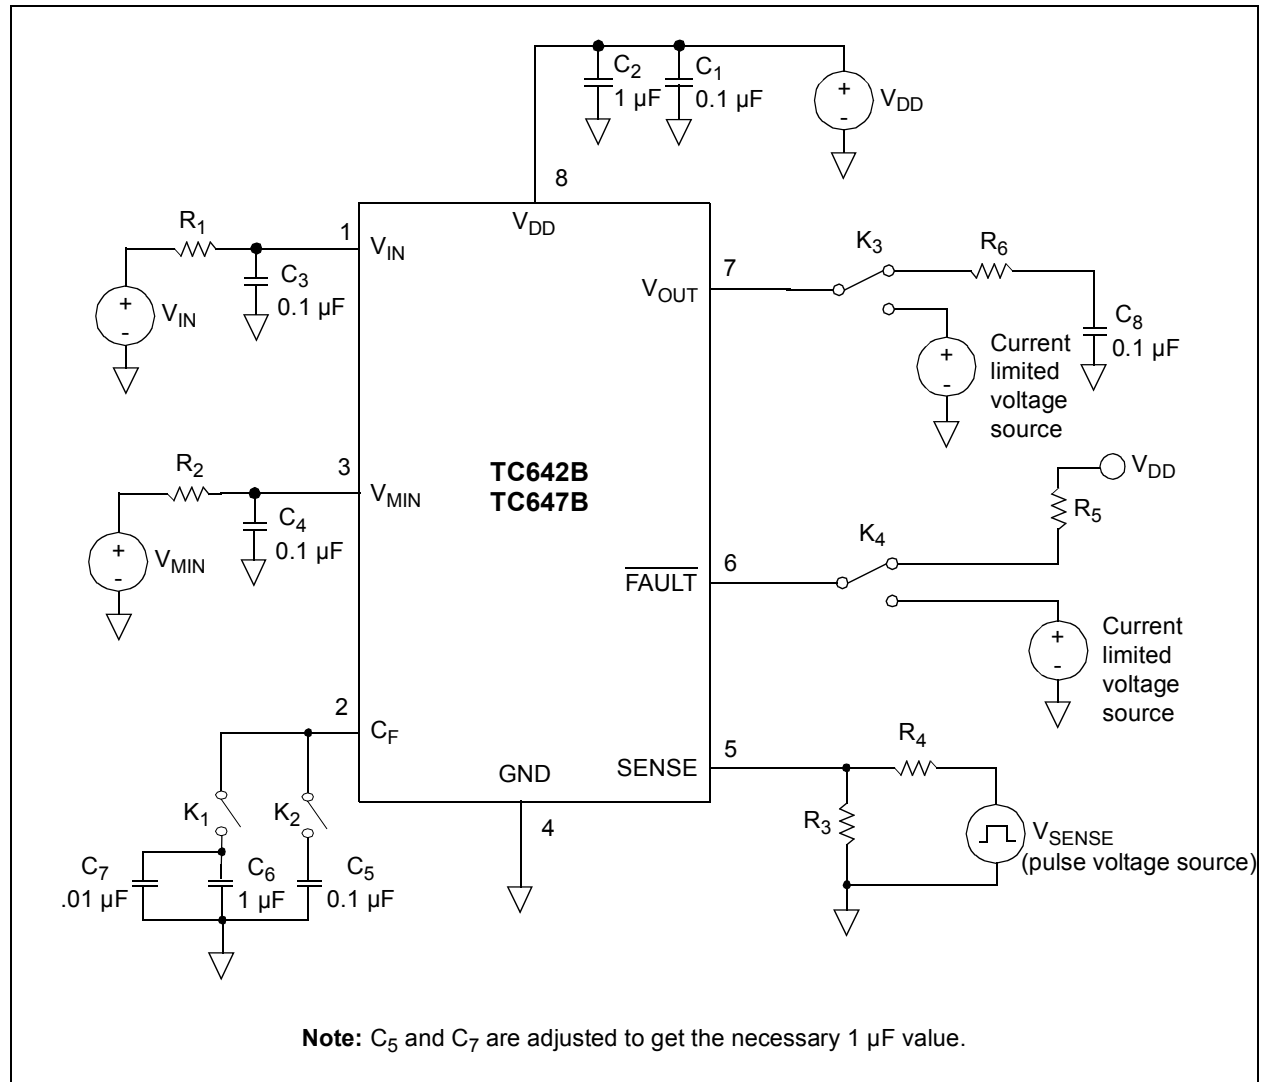 C2
1 µF
C1
0.1 µF
+
-
VDD
8
VDD
R1
1
VIN
C3
0.1 µF
+
-
VIN
K3
R6
7
VOUT
C8
0.1 µF
+
-
Current
limited
voltage
source
R2
3
VMIN
C4
0.1 µF
+
-
VMIN
TC642B
TC647B
VDD
R5
K4
6
FAULT
+
-
Current
limited
voltage
source
2
CF
K1
K2
C7
.01 µF
C6
1 µF
C5
0.1 µF
GND
4
SENSE
5
R4
R3
VSENSE
(pulse voltage source)
Note: C5 and C7 are adjusted to get the necessary 1 µF value.